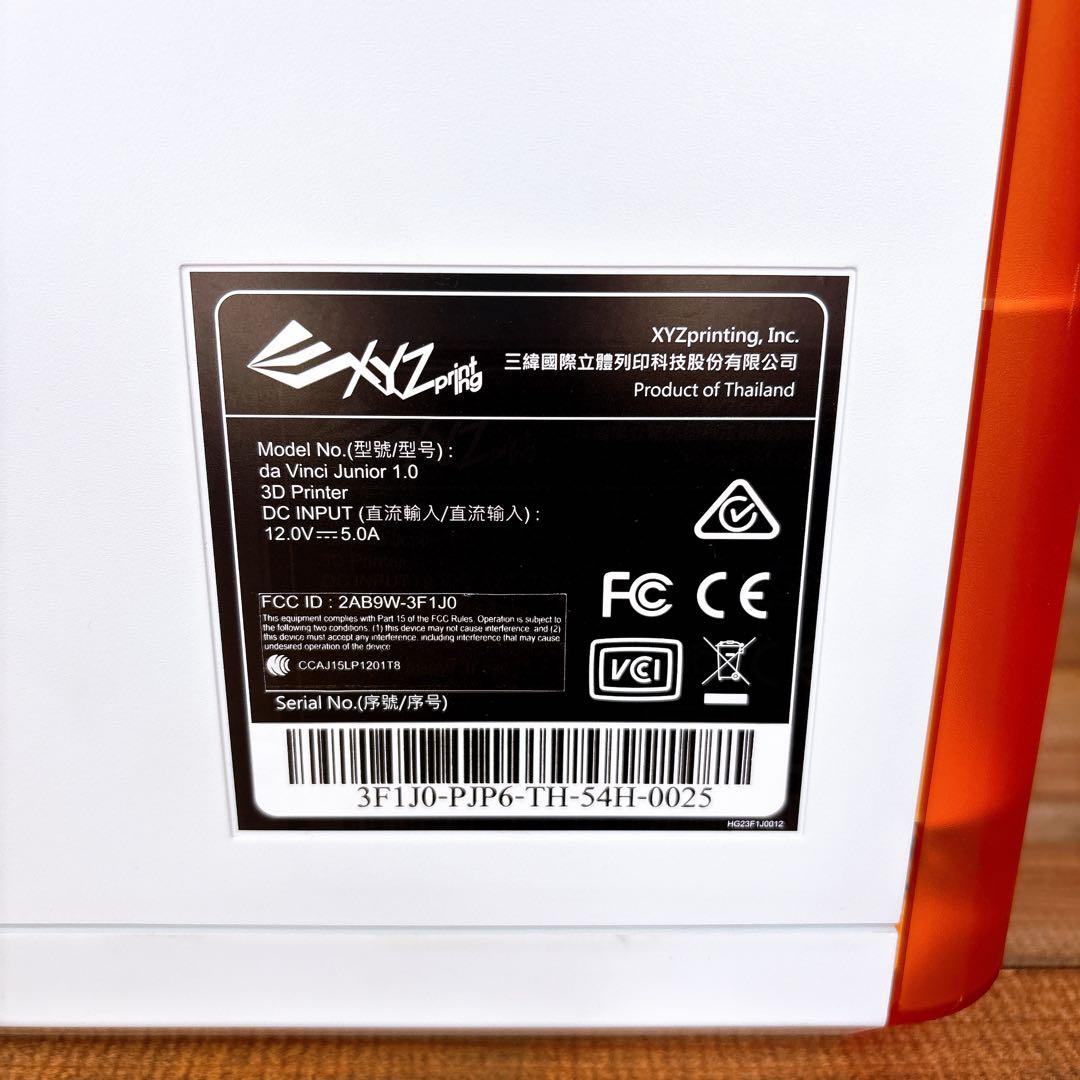 XYZprinting
XYZprinting, Inc.
三緯國際立體列印科技股份有限公司
Product of Thailand
Model No.(型號/型号) :
da Vinci Junior 1.0
3D Printer
DC INPUT (直流輸入/直流输入) :
12.0V⎓5.0A
FCC ID : 2AB9W-3F1J0
This equipment complies with Part 15 of the FCC Rules. Operation is subject to
the following two conditions. (1) this device may not cause interference. and (2)
this device must accept any interference. including interference that may cause
undesired operation of the device
CCAJ15LP1201T8
FC CE
VCCI
Serial No.(序號/序号)
3F1J0-PJP6-TH-54H-0025
HG23F1J0012